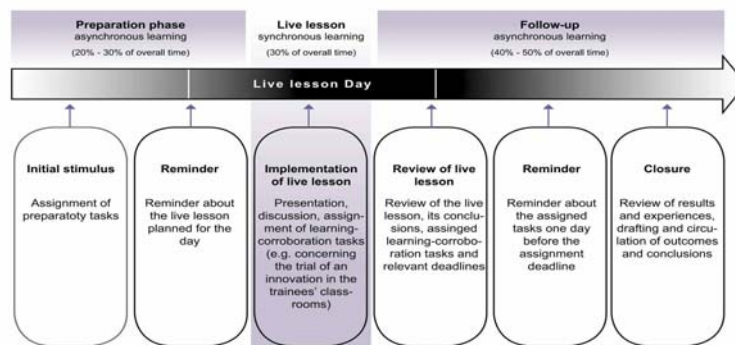 Preparation phase
asynchronous learning
(20% - 30% of overall time)
Live lesson
synchronous learning
(30% of overall time)
Follow-up
asynchronous learning
(40% - 50% of overall time)
Live lesson Day
Initial stimulus
Assignment of
preparatoty tasks
Reminder
Reminder about
the live lesson
planned for the
day
Implementation
of live lesson
Presentation,
discussion, assign-
ment of learning-
corroboration tasks
(e.g. concerning
the trial of an
innovation in the
trainees' class-
rooms)
Review of live
lesson
Review of the live
lesson, its conclu-
sions, assinged
learning-corrobo-
ration tasks and
relevant deadlines
Reminder
Reminder about
the assigned
tasks one day
before the
assignment
deadline
Closure
Review of results
and experiences,
drafting and circu-
lation of outcomes
and conclusions